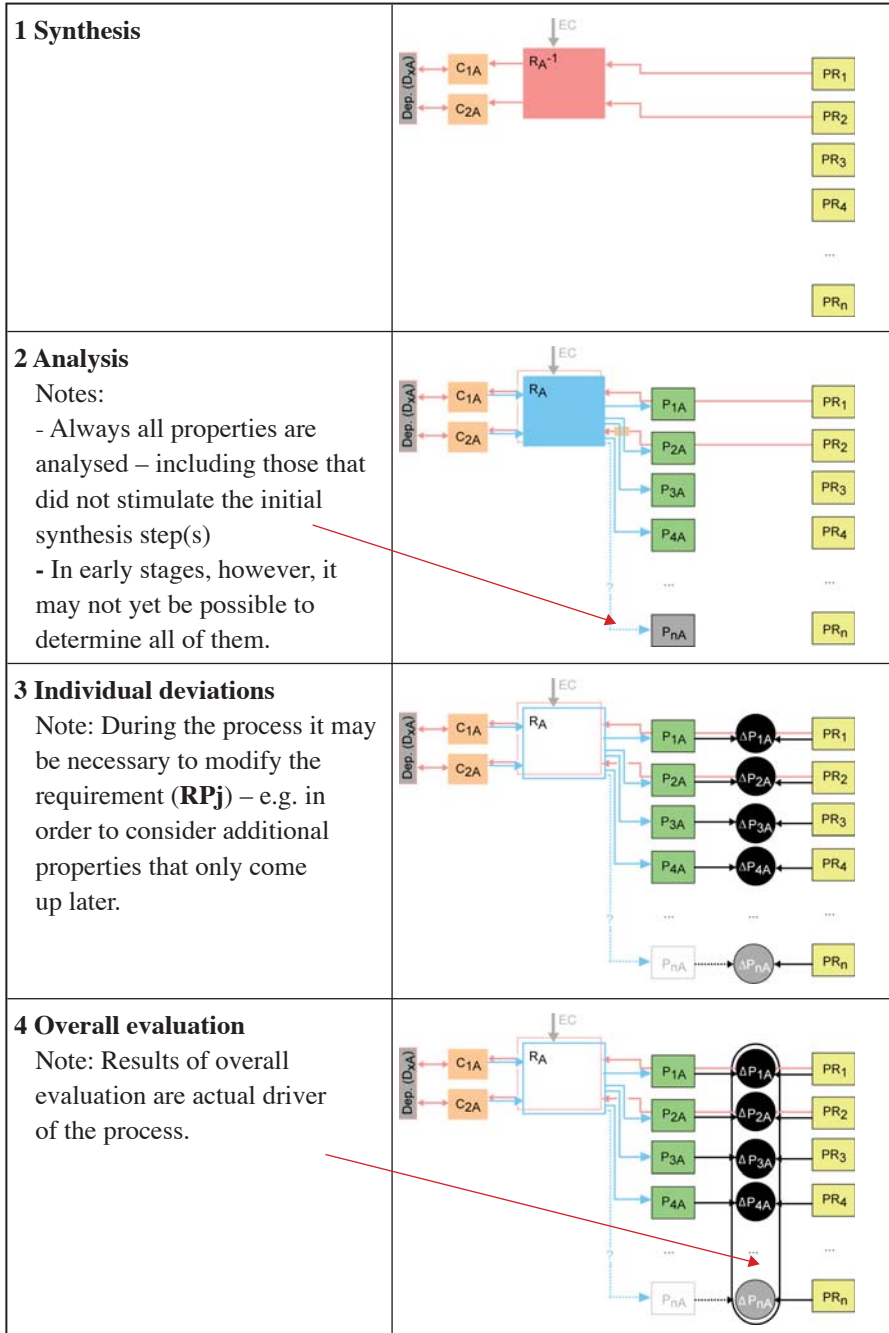 1 Synthesis
EC
Dep. (DxA)
C1A
C2A
RA-1
PR1
PR2
PR3
PR4
...
PRn
2 Analysis
Notes:
- Always all properties are
analysed – including those that
did not stimulate the initial
synthesis step(s)
- In early stages, however, it
may not yet be possible to
determine all of them.
EC
Dep. (DxA)
C1A
C2A
RA
P1A
P2A
P3A
P4A
...
?
PnA
PR1
PR2
PR3
PR4
...
PRn
3 Individual deviations
Note: During the process it may
be necessary to modify the
requirement (RPj) – e.g. in
order to consider additional
properties that only come
up later.
EC
Dep. (DxA)
C1A
C2A
RA
P1A
P2A
P3A
P4A
...
?
PnA
ΔP1A
ΔP2A
ΔP3A
ΔP4A
...
ΔPnA
PR1
PR2
PR3
PR4
...
PRn
4 Overall evaluation
Note: Results of overall
evaluation are actual driver
of the process.
EC
Dep. (DxA)
C1A
C2A
RA
P1A
P2A
P3A
P4A
...
?
PnA
ΔP1A
ΔP2A
ΔP3A
ΔP4A
...
ΔPnA
PR1
PR2
PR3
PR4
...
PRn